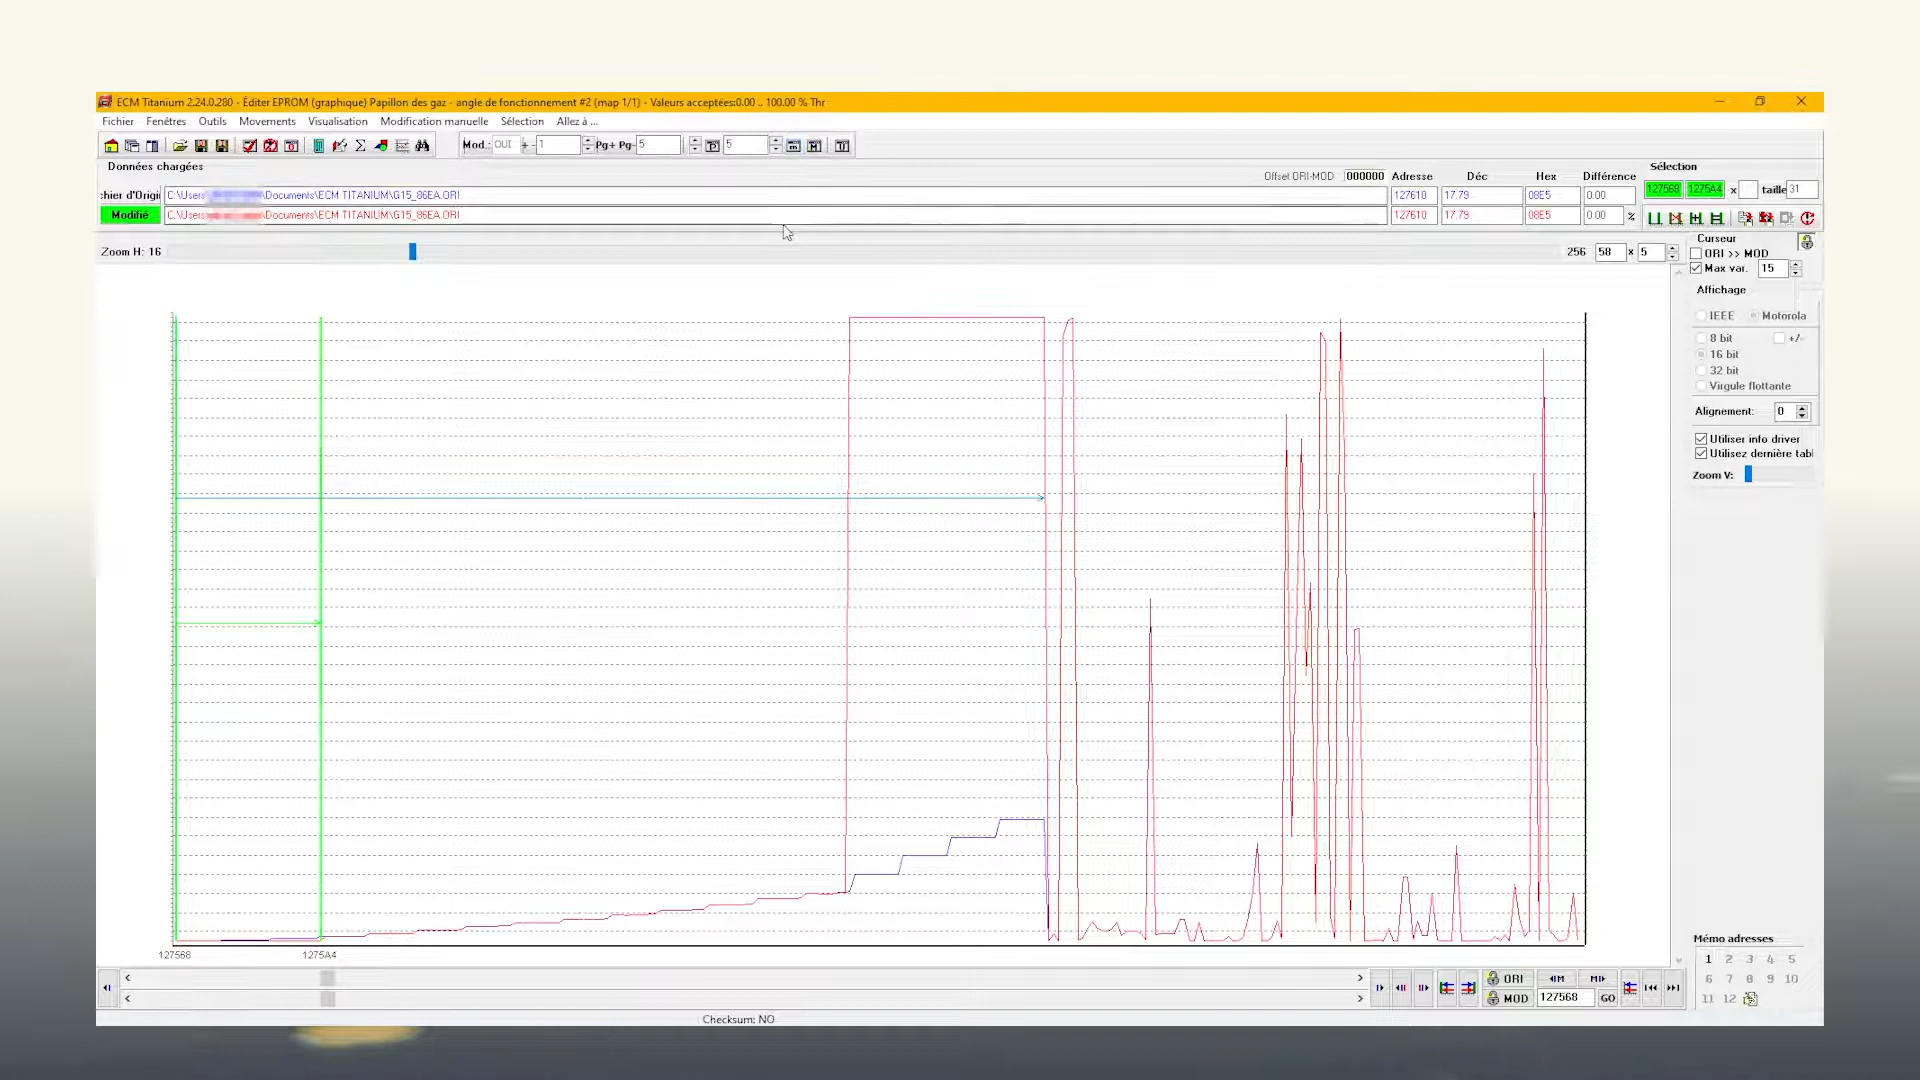 ECM Titanium 2.24.0.280 - Éditer EPROM (graphique) Papillon des gaz - angle de fonctionnement #2 (map 1/1) - Valeurs acceptées:0.00 .. 100.00 % Thr
Fichier Fenêtres Outils Movements Visualisation Modification manuelle Sélection Allez à ...
Mod.: OUI + - 1 Pg+ Pg- 5 5
Données chargées
Offset ORI-MOD 000000 Adresse Déc Hex Différence
Sélection
:hier d'Origi C:\Users\ \Documents\ECM TITANIUM\G15_86EA.ORI 127610 17.79 08E5 0.00
127568 1275A4 x taille 31
Modifié C:\Users\ \Documents\ECM TITANIUM\G15_86EA.ORI 127610 17.79 08E5 0.00 %
Zoom H: 16 256 58 x 5
Curseur
ORI >> MOD
Max var. 15
Affichage
IEEE Motorola
8 bit +/-
16 bit
32 bit
Virgule flottante
Alignement: 0
Utiliser info driver
Utilisez dernière tabl
Zoom V:
127568 1275A4
Mémo adresses
1 2 3 4 5
6 7 8 9 10
11 12
ORI M M
MOD 127568 GO
Checksum: NO